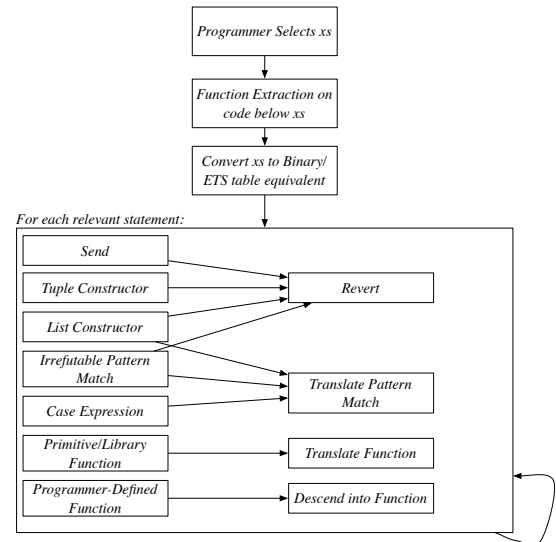 Programmer Selects xs
Function Extraction on
code below xs
Convert xs to Binary/
ETS table equivalent
For each relevant statement:
Send
Tuple Constructor
Revert
List Constructor
Irrefutable Pattern
Match
Translate Pattern
Match
Case Expression
Primitive/Library
Function
Translate Function
Programmer-Defined
Function
Descend into Function